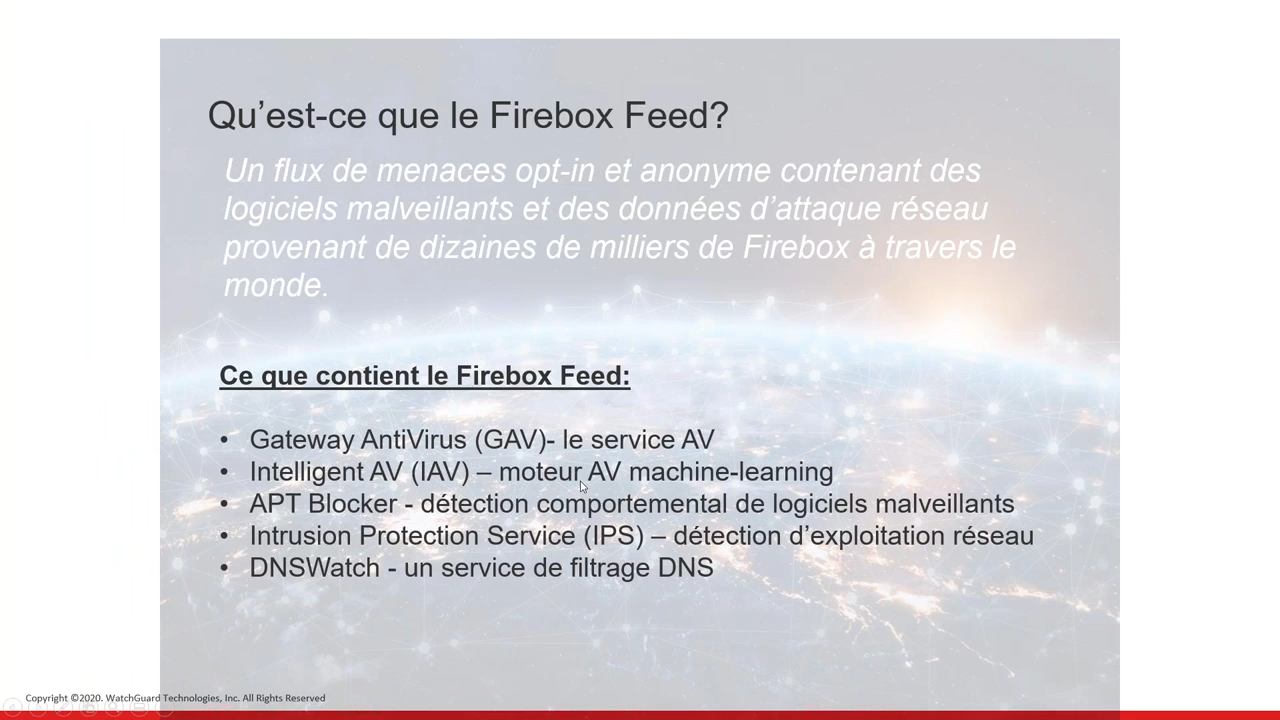 Qu’est-ce que le Firebox Feed?
Un flux de menaces opt-in et anonyme contenant des
logiciels malveillants et des données d’attaque réseau
provenant de dizaines de milliers de Firebox à travers le
monde.
Ce que contient le Firebox Feed:
• Gateway AntiVirus (GAV)- le service AV
• Intelligent AV (IAV) – moteur AV machine-learning
• APT Blocker - détection comportemental de logiciels malveillants
• Intrusion Protection Service (IPS) – détection d’exploitation réseau
• DNSWatch - un service de filtrage DNS
Copyright ©2020. WatchGuard Technologies, Inc. All Rights Reserved